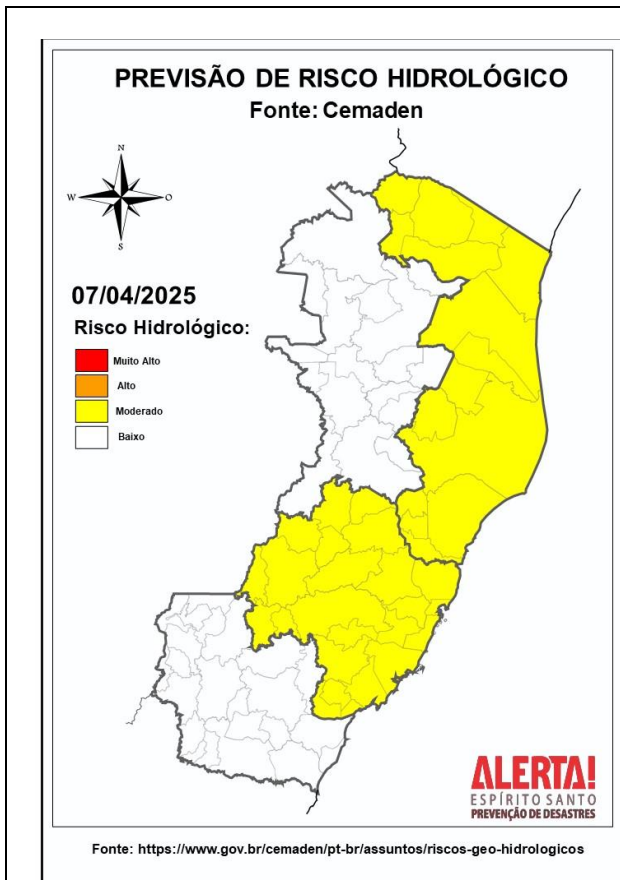 PREVISÃO DE RISCO HIDROLÓGICO
Fonte: Cemaden
N
W
O
S
07/04/2025
Risco Hidrológico:
Muito Alto
Alto
Moderado
Baixo
ALERTA!
ESPÍRITO SANTO
PREVENÇÃO DE DESASTRES
Fonte: https://www.gov.br/cemaden/pt-br/assuntos/riscos-geo-hidrologicos